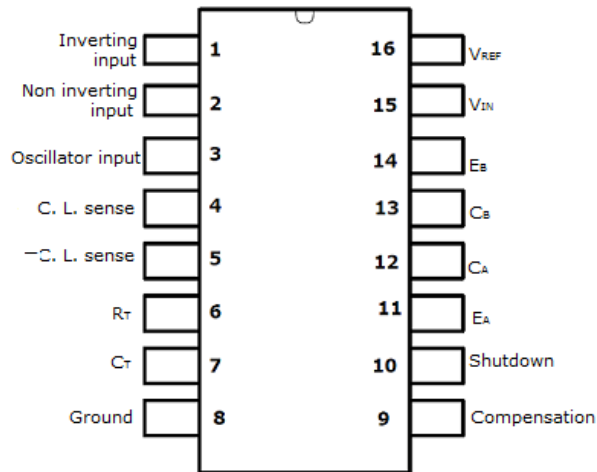 Inverting
input
1
16
VREF
Non inverting
input
2
15
VIN
Oscillator input
3
14
EB
C. L. sense
4
13
CB
—C. L. sense
5
12
CA
RT
6
11
EA
CT
7
10
Shutdown
Ground
8
9
Compensation